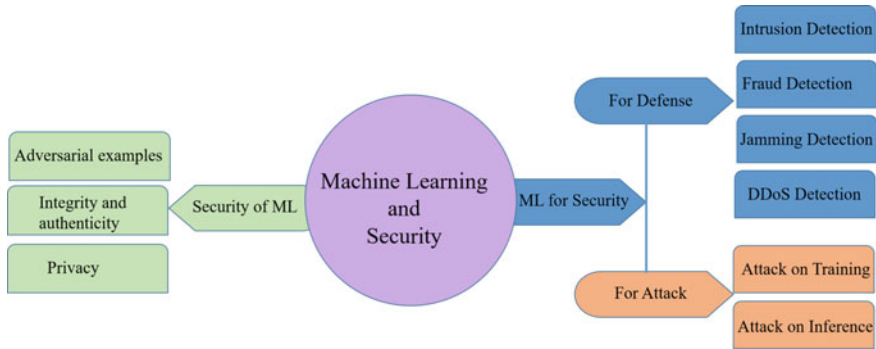 Adversarial examples
Integrity and
authenticity
Privacy
Security of ML
Machine Learning
and
Security
ML for Security
For Defense
Intrusion Detection
Fraud Detection
Jamming Detection
DDoS Detection
For Attack
Attack on Training
Attack on Inference